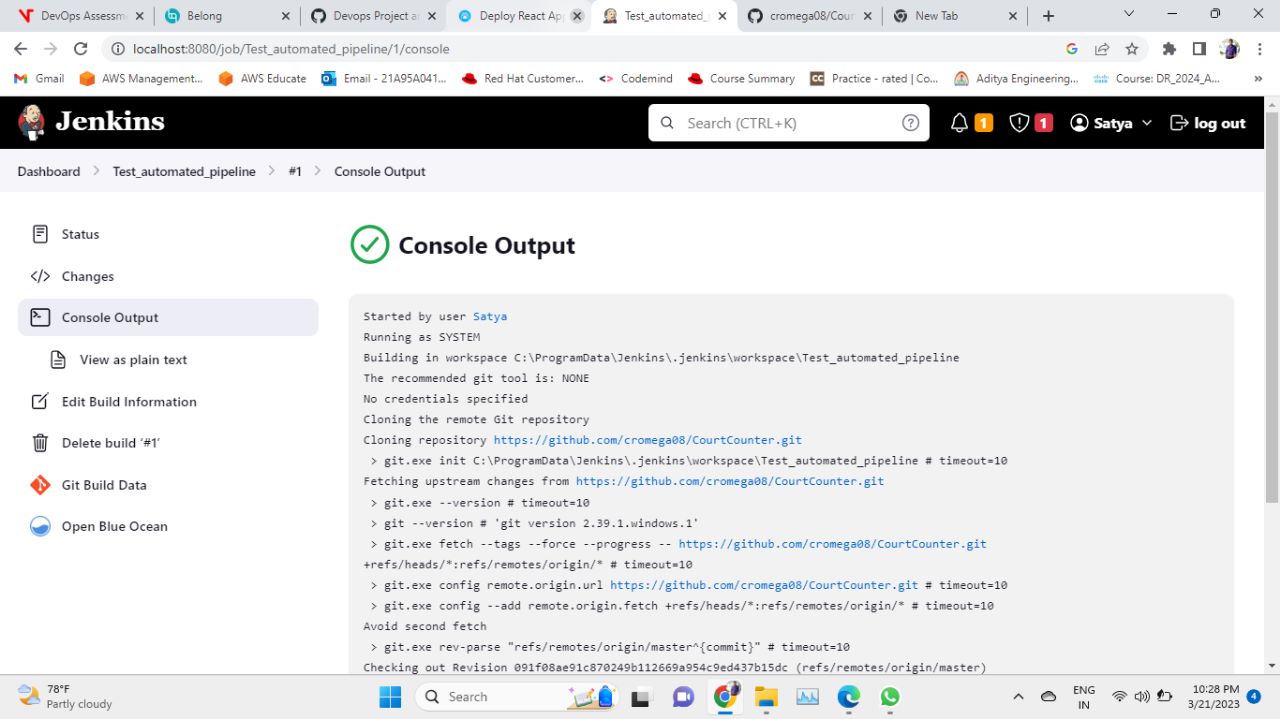 DevOps Assessme
Belong
Devops Project an
Deploy React App
Test_automated_
cromega08/Cour
New Tab
localhost:8080/job/Test_automated_pipeline/1/console
Gmail
AWS Management...
AWS Educate
Email - 21A95A041...
Red Hat Customer...
Codemind
Course Summary
Practice - rated | Co...
Aditya Engineering...
Course: DR_2024_A...
»
Jenkins
Search (CTRL+K)
1
1
Satya
log out
Dashboard
Test_automated_pipeline
#1
Console Output
Status
Changes
Console Output
View as plain text
Edit Build Information
Delete build ‘#1’
Git Build Data
Open Blue Ocean
Console Output
Started by user Satya
Running as SYSTEM
Building in workspace C:\ProgramData\Jenkins\.jenkins\workspace\Test_automated_pipeline
The recommended git tool is: NONE
No credentials specified
Cloning the remote Git repository
Cloning repository https://github.com/cromega08/CourtCounter.git
> git.exe init C:\ProgramData\Jenkins\.jenkins\workspace\Test_automated_pipeline # timeout=10
Fetching upstream changes from https://github.com/cromega08/CourtCounter.git
> git.exe --version # timeout=10
> git --version # 'git version 2.39.1.windows.1'
> git.exe fetch --tags --force --progress -- https://github.com/cromega08/CourtCounter.git
+refs/heads/*:refs/remotes/origin/* # timeout=10
> git.exe config remote.origin.url https://github.com/cromega08/CourtCounter.git # timeout=10
> git.exe config --add remote.origin.fetch +refs/heads/*:refs/remotes/origin/* # timeout=10
Avoid second fetch
> git.exe rev-parse "refs/remotes/origin/master^{commit}" # timeout=10
Checking out Revision 091f08ae91c870249b112669a954c9ed437b15dc (refs/remotes/origin/master)
78°F
Partly cloudy
Search
ENG
IN
10:28 PM
3/21/2023
4